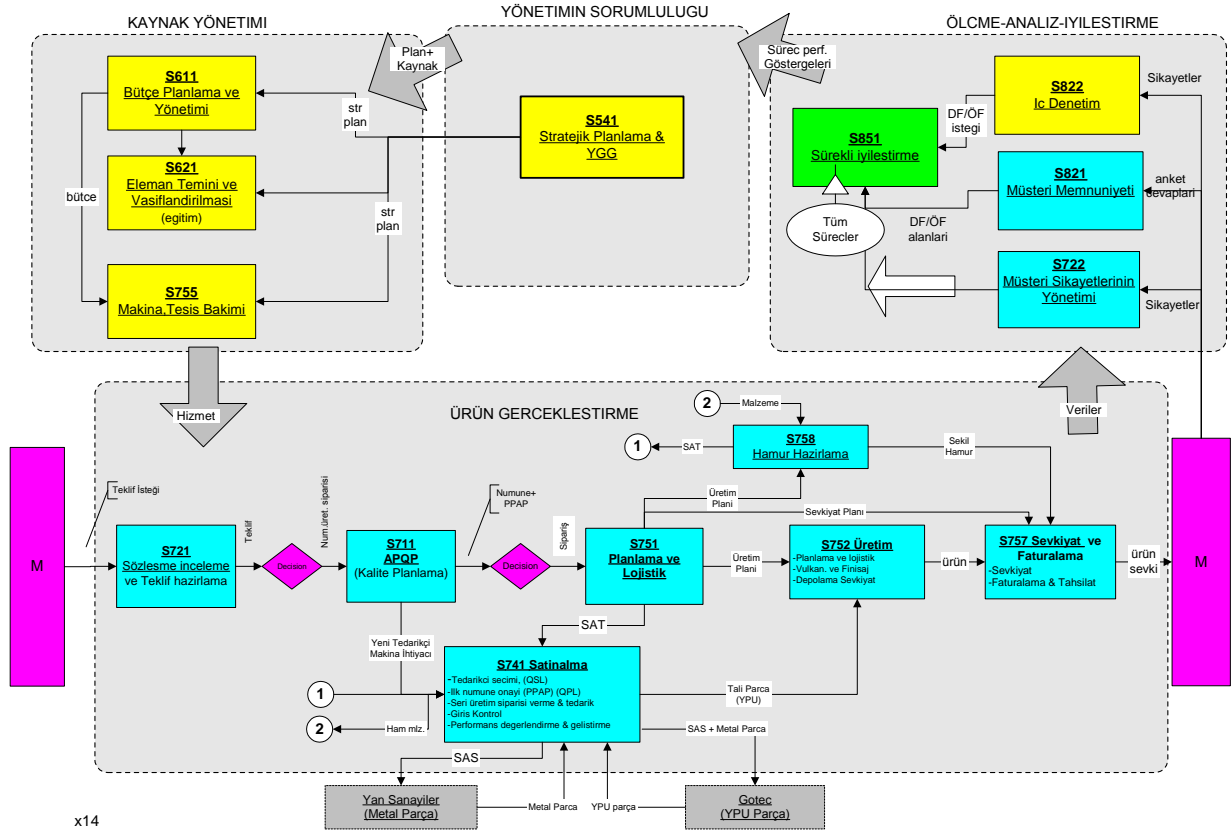 KAYNAK YÖNETIMI
YÖNETIMIN SORUMLULUGU
ÖLCME-ANALIZ-IYILESTIRME
S611
Bütçe Planlama ve
Yönetimi
S621
Eleman Temini ve
Vasiflandirilmasi
(egitim)
S755
Makina,Tesis Bakimi
bütce
str
plan
str
plan
Plan+
Kaynak
S541
Stratejik Planlama &
YGG
Sürec perf.
Göstergeleri
S822
Ic Denetim
S851
Sürekli iyilestirme
S821
Müsteri Memnuniyeti
S722
Müsteri Sikayetlerinin
Yönetimi
DF/ÖF
istegi
DF/ÖF
alanlari
Tüm
Sürecler
Sikayetler
anket
cevaplari
Sikayetler
Hizmet
Veriler
ÜRÜN GERCEKLESTIRME
M
Teklif İsteği
S721
Sözlesme inceleme
ve Teklif hazirlama
Teklif
Decision
Num.üret. siparisi
S711
APQP
(Kalite Planlama)
Numune+
PPAP
Decision
Sipariş
S751
Planlama ve
Lojistik
2
Malzeme
1
SAT
S758
Hamur Hazirlama
Sekil
Hamur
Üretim
Plani
Sevkiyat Planı
Üretim
Plani
S752 Üretim
-Planlama ve lojistik
-Vulkan. ve Finisaj
-Depolama Sevkiyat
ürün
S757 Sevkiyat ve
Faturalama
-Sevkiyat
-Faturalama & Tahsilat
ürün
sevki
M
SAT
Yeni Tedarikçi
Makina İhtiyacı
S741 Satinalma
-Tedarikci secimi, (QSL)
-Ilk numune onayi (PPAP) (QPL)
-Seri üretim siparisi verme & tedarik
-Giris Kontrol
-Performans degerlendirme & gelistirme
1
2
Ham mlz.
Tali Parca
(YPU)
SAS + Metal Parca
SAS
Yan Sanayiler
(Metal Parça)
Metal Parca
YPU parça
Gotec
(YPU Parça)
x14